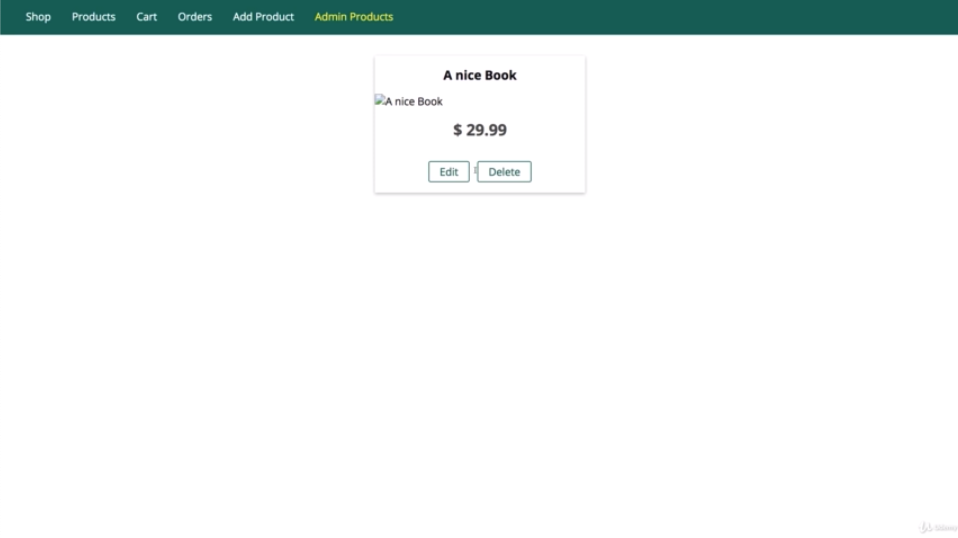 Shop Products Cart Orders Add Product Admin Products
A nice Book
A nice Book
$ 29.99
Edit Delete
Udemy